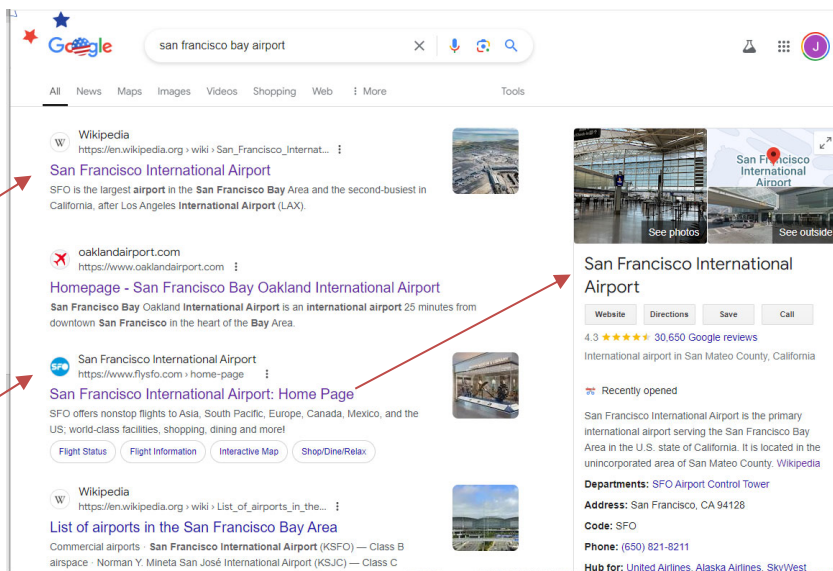 Google
san francisco bay airport
J
All News Maps Images Videos Shopping Web More Tools
W
Wikipedia
https://en.wikipedia.org › wiki › San_Francisco_Internat...
San Francisco International Airport
SFO is the largest airport in the San Francisco Bay Area and the second-busiest in
California, after Los Angeles International Airport (LAX).
oaklandairport.com
https://www.oaklandairport.com
Homepage - San Francisco Bay Oakland International Airport
San Francisco Bay Oakland International Airport is an international airport 25 minutes from
downtown San Francisco in the heart of the Bay Area.
SFO
San Francisco International Airport
https://www.flysfo.com › home-page
San Francisco International Airport: Home Page
SFO offers nonstop flights to Asia, South Pacific, Europe, Canada, Mexico, and the
US; world-class facilities, shopping, dining and more!
Flight Status Flight Information Interactive Map Shop/Dine/Relax
W
Wikipedia
https://en.wikipedia.org › wiki › List_of_airports_in_the...
List of airports in the San Francisco Bay Area
Commercial airports · San Francisco International Airport (KSFO) — Class B
airspace · Norman Y. Mineta San José International Airport (KSJC) — Class C
San Francisco
International
Airport
See photos
See outside
San Francisco International
Airport
Website Directions Save Call
4.3 30,650 Google reviews
International airport in San Mateo County, California
Recently opened
San Francisco International Airport is the primary
international airport serving the San Francisco Bay
Area in the U.S. state of California. It is located in the
unincorporated area of San Mateo County. Wikipedia
Departments: SFO Airport Control Tower
Address: San Francisco, CA 94128
Code: SFO
Phone: (650) 821-8211
Hub for: United Airlines, Alaska Airlines, SkyWest